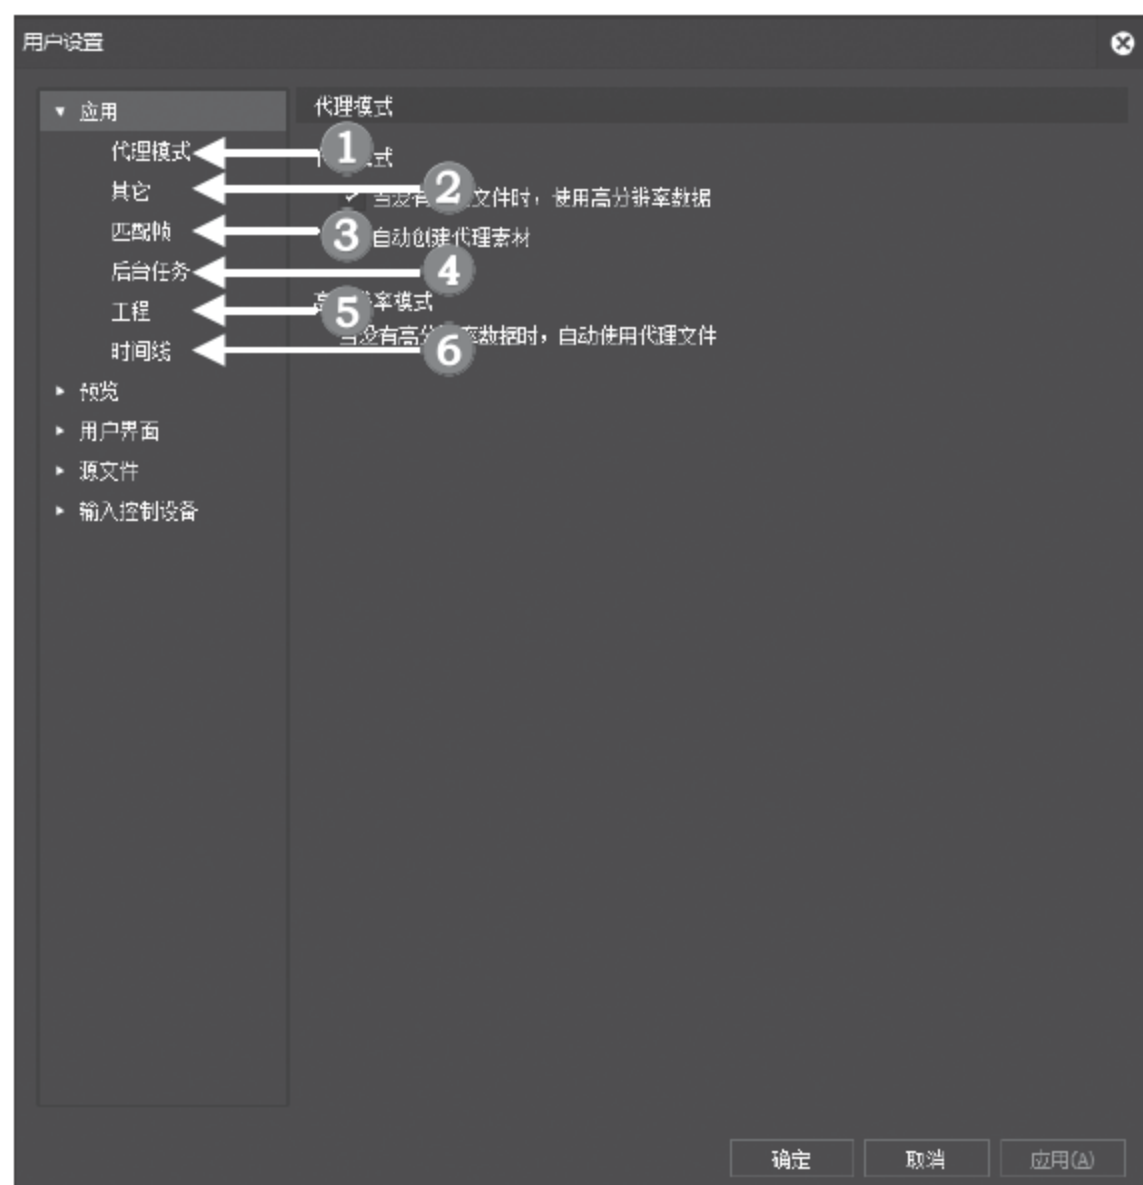 用户设置
应用
代理模式
其它
匹配帧
后台任务
工程
时间线
预览
用户界面
源文件
输入控制设备
代理模式
1
式
2
当没有 文件时，使用高分辨率数据
3
自动创建代理素材
4
率模式
5
当没有高分 率数据时，自动使用代理文件
6
确定
取消
应用(A)